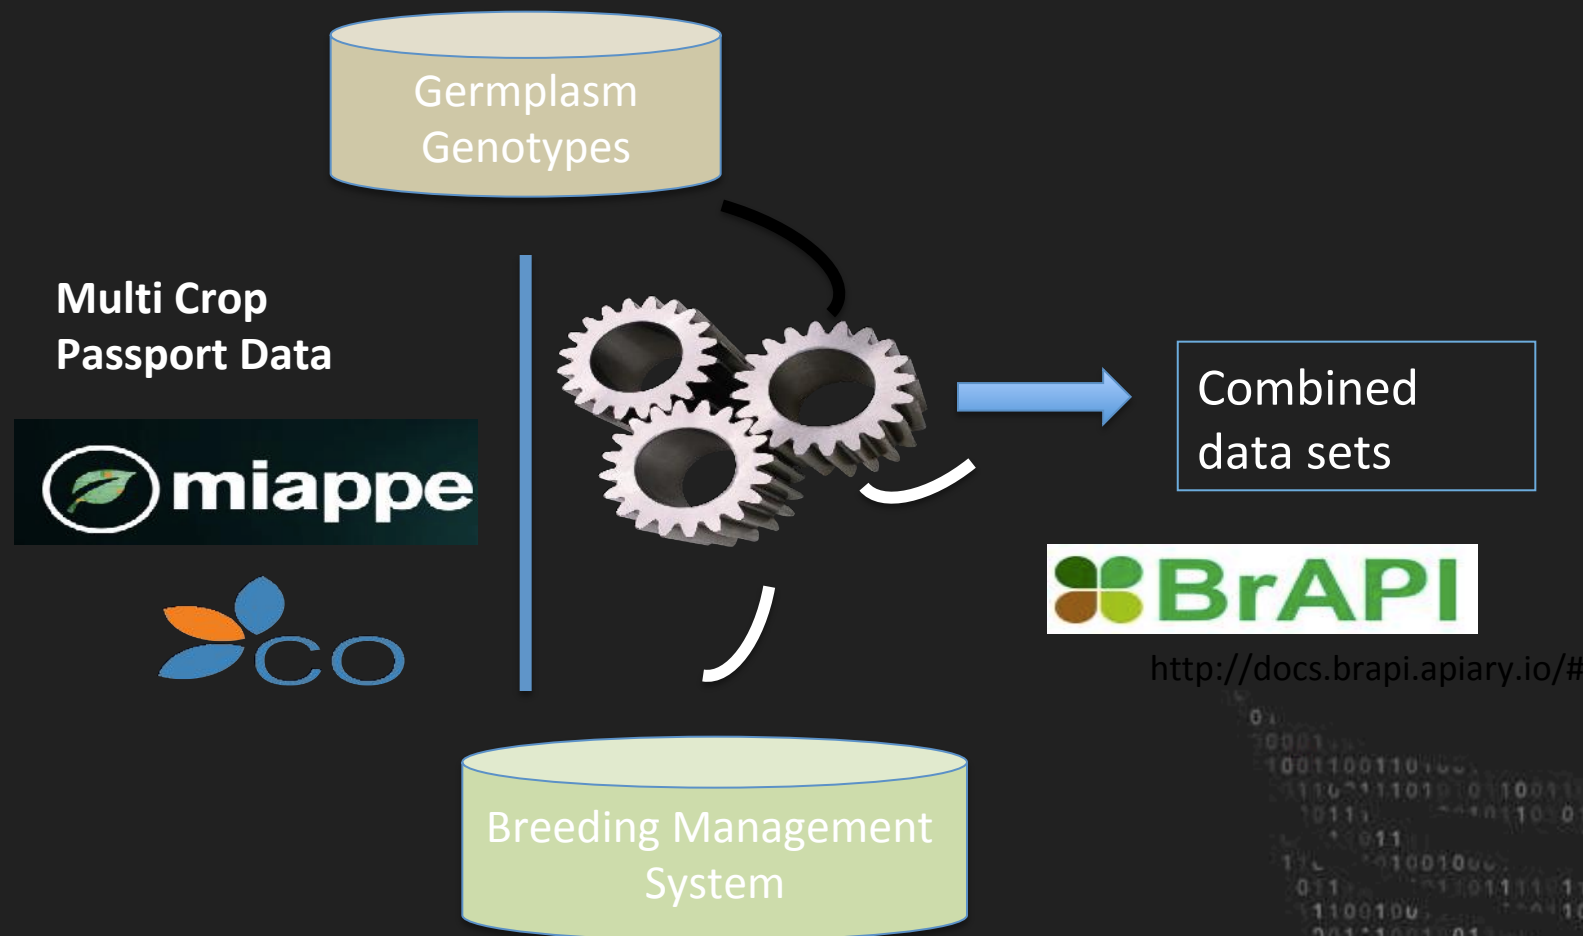 Germplasm
Genotypes
Multi Crop
Passport Data
miappe
CO
Combined
data sets
BrAPI
http://docs.brapi.apiary.io/#
Breeding Management
System